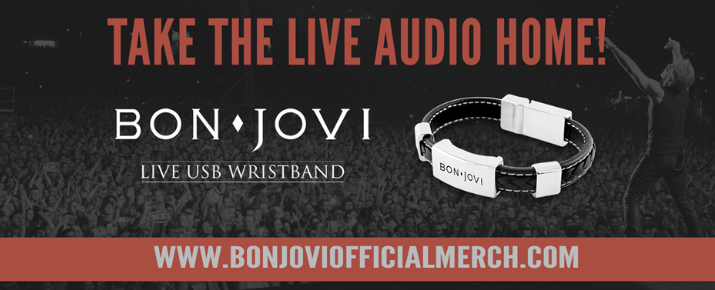 TAKE THE LIVE AUDIO HOME!
BON♦JOVI
LIVE USB WRISTBAND
BON♦JOVI
WWW.BONJOVIOFFICIALMERCH.COM